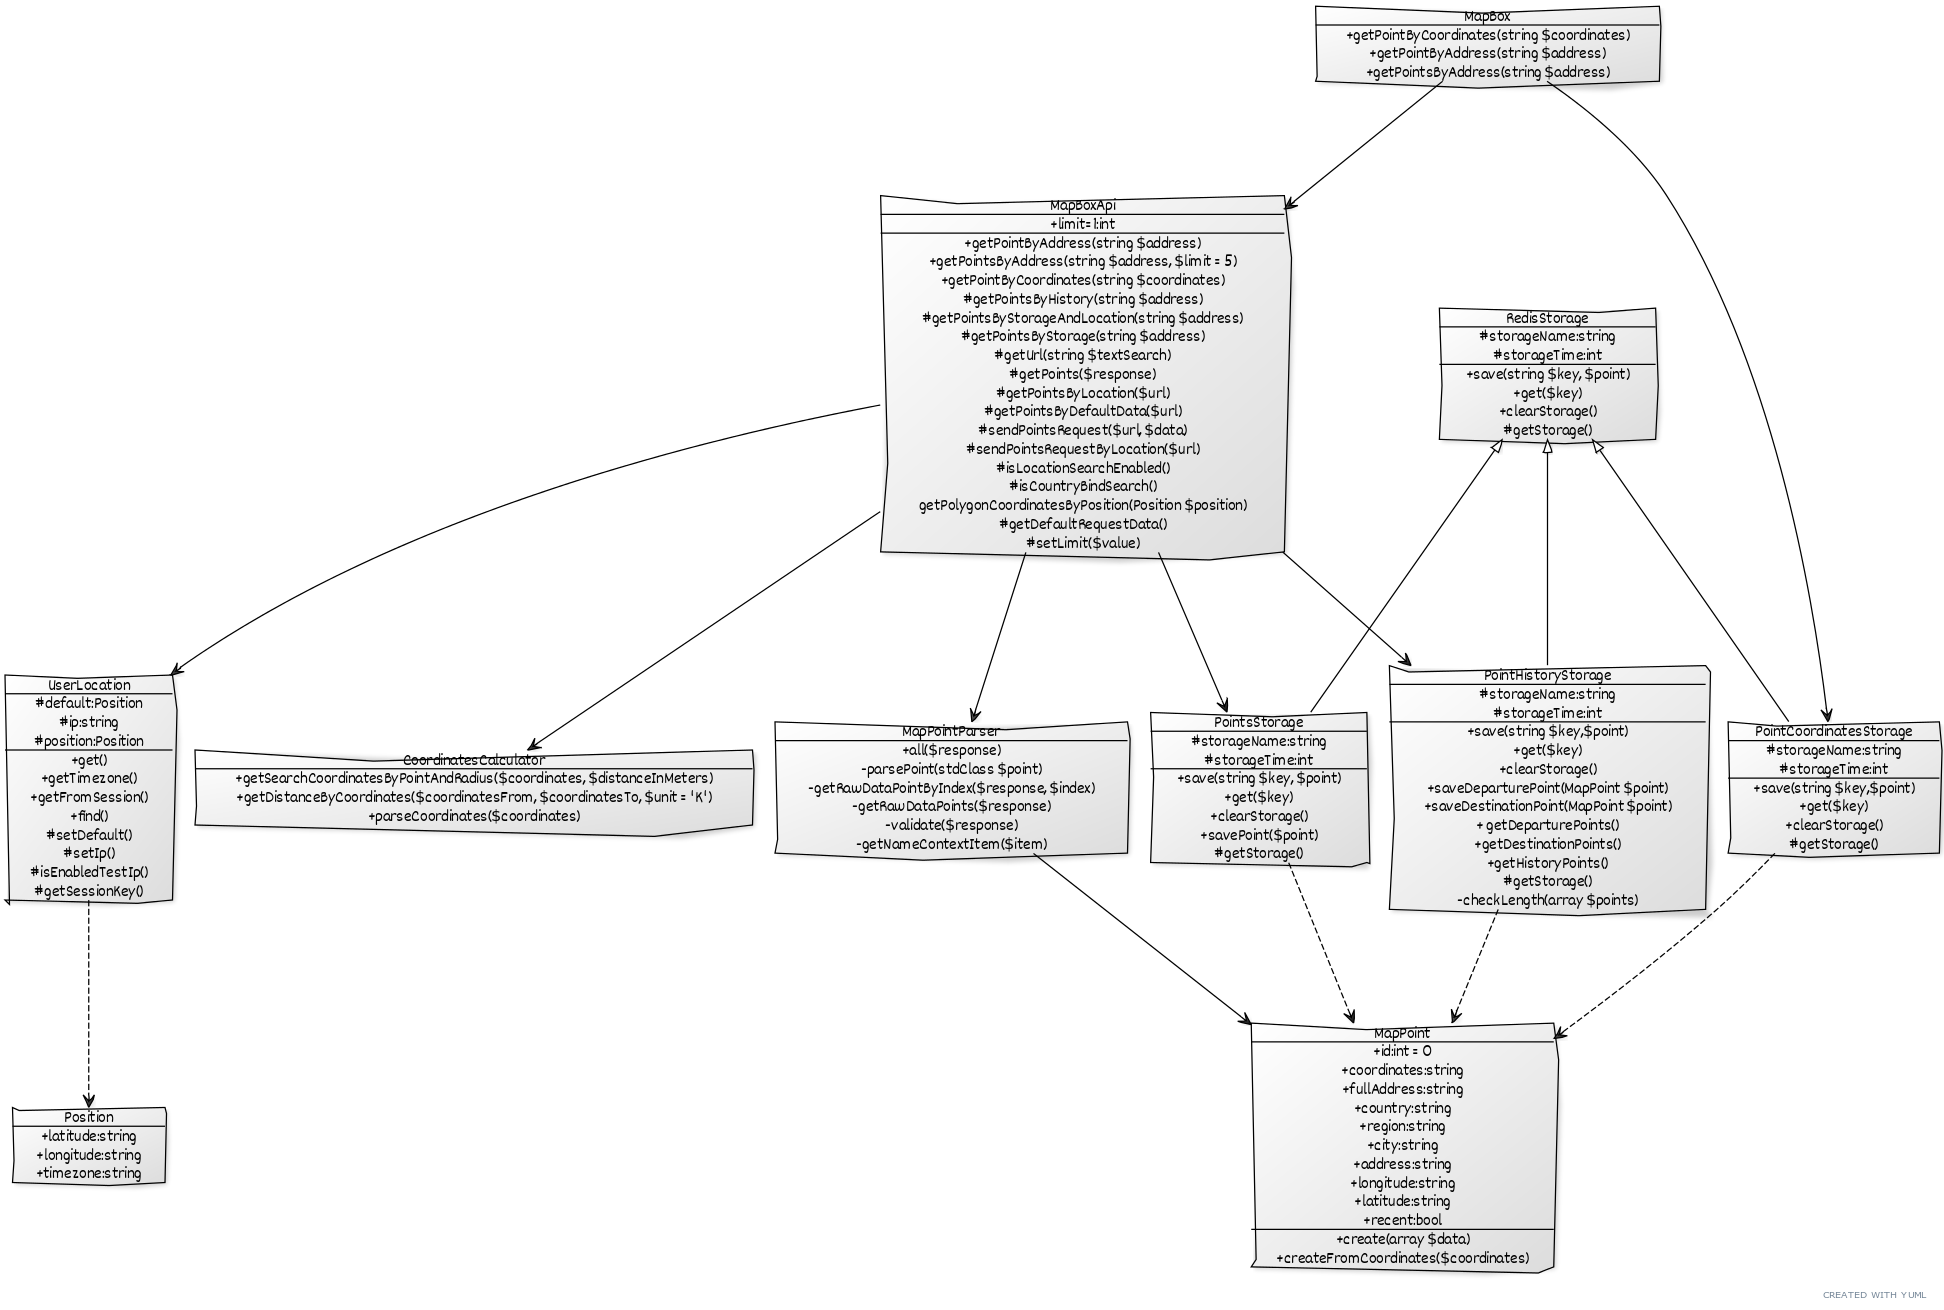 MapBox
+getPointByCoordinates(string $coordinates)
+getPointByAddress(string $address)
+getPointsByAddress(string $address)
MapBoxApi
+limit=1:int
+getPointByAddress(string $address)
+getPointsByAddress(string $address, $limit = 5)
+getPointByCoordinates(string $coordinates)
#getPointsByHistory(string $address)
#getPointsByStorageAndLocation(string $address)
#getPointsByStorage(string $address)
#getUrl(string $textSearch)
#getPoints($response)
#getPointsByLocation($url)
#getPointsByDefaultData($url)
#sendPointsRequest($url, $data)
#sendPointsRequestByLocation($url)
#isLocationSearchEnabled()
#isCountryBindSearch()
getPolygonCoordinatesByPosition(Position $position)
#getDefaultRequestData()
#setLimit($value)
RedisStorage
#storageName:string
#storageTime:int
+save(string $key, $point)
+get($key)
+clearStorage()
#getStorage()
UserLocation
#default:Position
#ip:string
#position:Position
+get()
+getTimezone()
+getFromSession()
+find()
#setDefault()
#setIp()
#isEnabledTestIp()
#getSessionKey()
CoordinatesCalculator
+getSearchCoordinatesByPointAndRadius($coordinates, $distanceInMeters)
+getDistanceByCoordinates($coordinatesFrom, $coordinatesTo, $unit = 'K')
+parseCoordinates($coordinates)
MapPointParser
+all($response)
-parsePoint(stdClass $point)
-getRawDataPointByIndex($response, $index)
-getRawDataPoints($response)
-validate($response)
-getNameContextItem($item)
PointsStorage
#storageName:string
#storageTime:int
+save(string $key, $point)
+get($key)
+clearStorage()
+savePoint($point)
#getStorage()
PointHistoryStorage
#storageName:string
#storageTime:int
+save(string $key,$point)
+get($key)
+clearStorage()
+saveDeparturePoint(MapPoint $point)
+saveDestinationPoint(MapPoint $point)
+ getDeparturePoints()
+getDestinationPoints()
+getHistoryPoints()
#getStorage()
-checkLength(array $points)
PointCoordinatesStorage
#storageName:string
#storageTime:int
+save(string $key,$point)
+get($key)
+clearStorage()
#getStorage()
Position
+latitude:string
+longitude:string
+timezone:string
MapPoint
+id:int = 0
+coordinates:string
+fullAddress:string
+country:string
+region:string
+city:string
+address:string
+longitude:string
+latitude:string
+recent:bool
+create(array $data)
+createFromCoordinates($coordinates)
CREATED WITH YUML